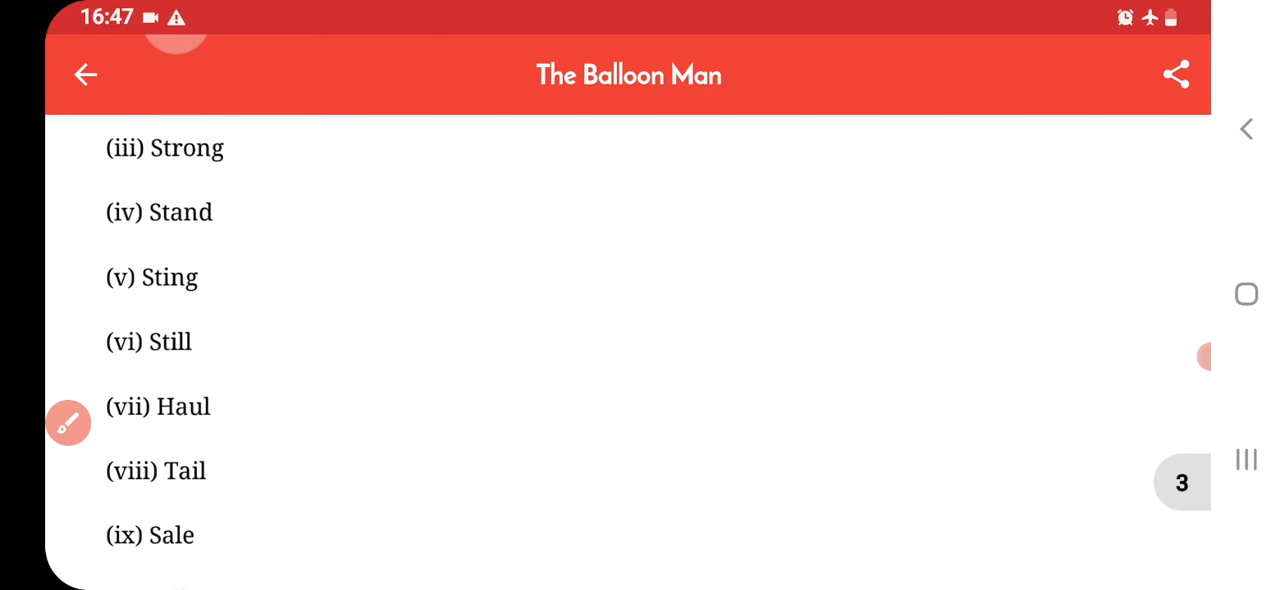 16:47
The Balloon Man
(iii) Strong
(iv) Stand
(v) Sting
(vi) Still
(vii) Haul
(viii) Tail
3
(ix) Sale